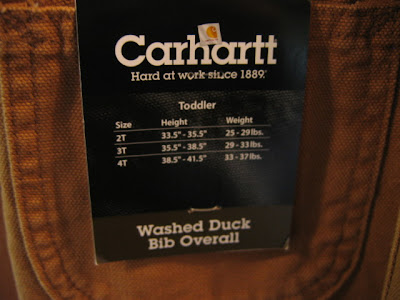 Carhartt
Hard at work since 1889.
Toddler
Size Height Weight
2T 33.5" - 35.5" 25 - 29 lbs.
3T 35.5" - 38.5" 29 - 33 lbs.
4T 38.5" - 41.5" 33 - 37 lbs.
Washed Duck
Bib Overall